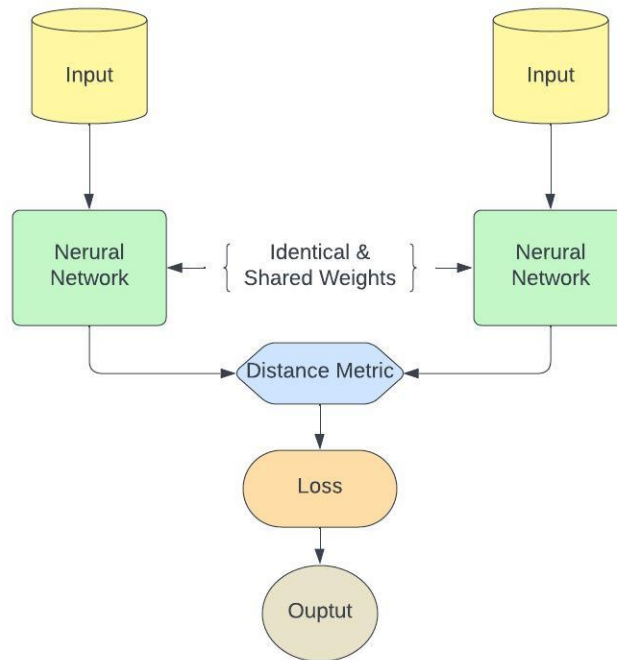 Input
Input
Nerural
Network
Identical &
Shared Weights
Nerural
Network
Distance Metric
Loss
Ouptut